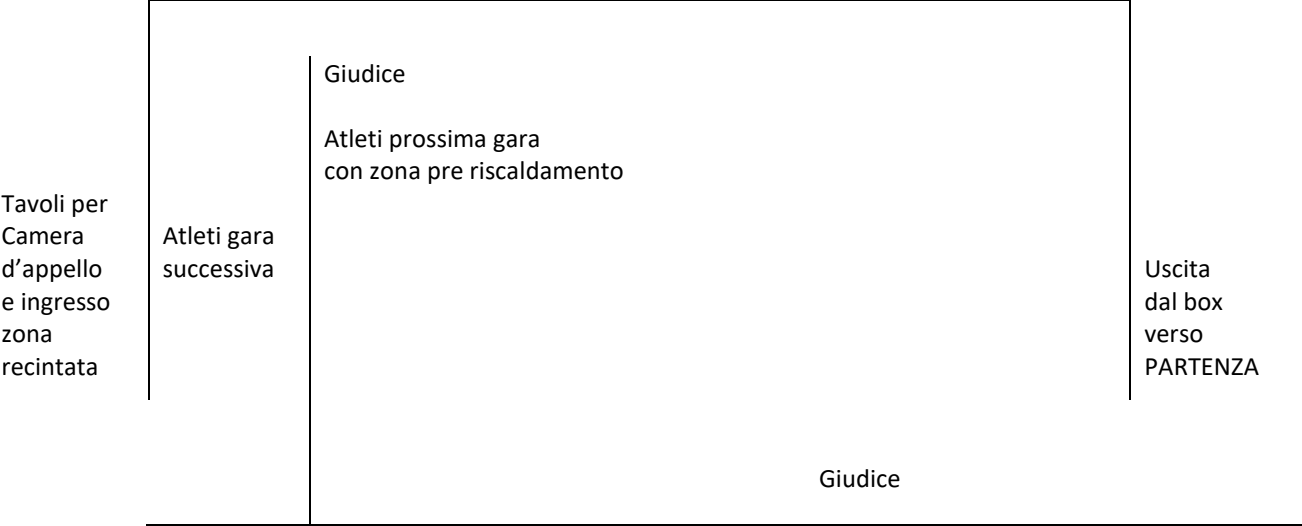 Tavoli per
Camera
d’appello
e ingresso
zona
recintata
Atleti gara
successiva
Giudice
Atleti prossima gara
con zona pre riscaldamento
Giudice
Uscita
dal box
verso
PARTENZA